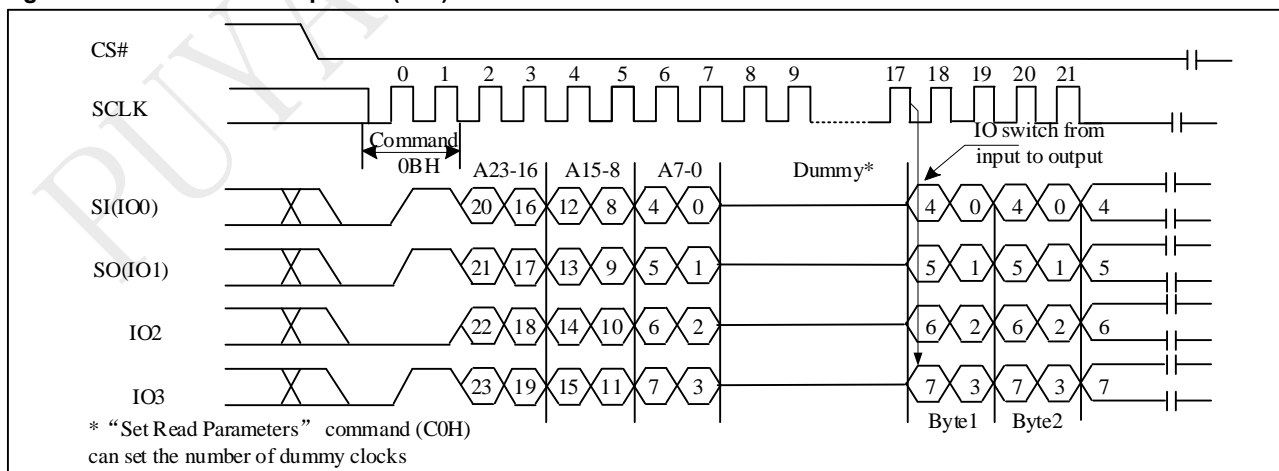 PUYA
CS#
0 1 2 3 4 5 6 7 8 9 17 18 19 20 21
SCLK
Command
0BH
IO switch from
input to output
A23-16 A15-8 A7-0 Dummy*
SI(IO0) 20 16 12 8 4 0 4 0 4 0 4
SO(IO1) 21 17 13 9 5 1 5 1 5 1 5
IO2 22 18 14 10 6 2 6 2 6 2 6
IO3 23 19 15 11 7 3 7 3 7 3 7
Byte1 Byte2
* “Set Read Parameters” command (C0H)
can set the number of dummy clocks